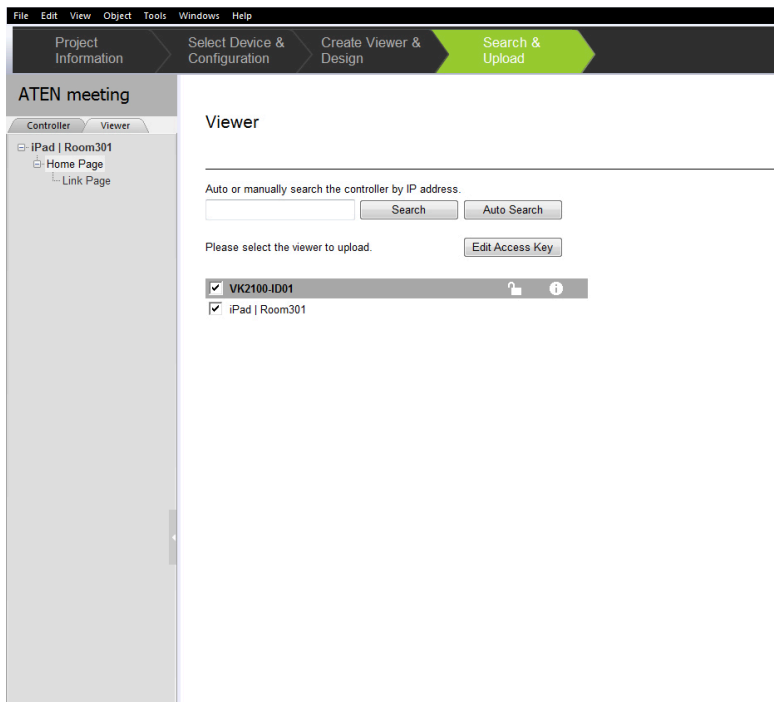 File Edit View Object Tools Windows Help
Project
Information
Select Device &
Configuration
Create Viewer &
Design
Search &
Upload
ATEN meeting
Controller
Viewer
iPad | Room301
Home Page
Link Page
Viewer
Auto or manually search the controller by IP address.
Search
Auto Search
Please select the viewer to upload.
Edit Access Key
VK2100-ID01
iPad | Room301